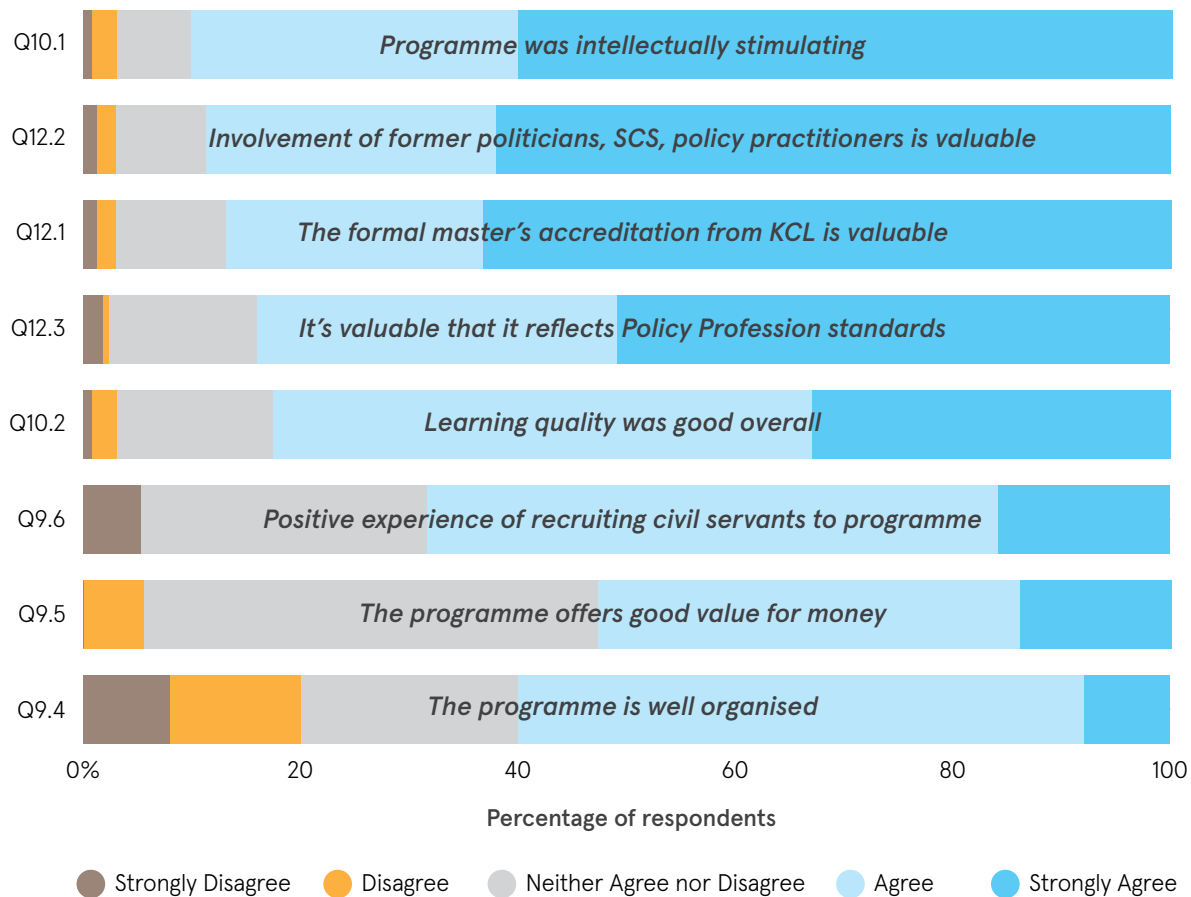 Q10.1 Programme was intellectually stimulating
Q12.2 Involvement of former politicians, SCS, policy practitioners is valuable
Q12.1 The formal master’s accreditation from KCL is valuable
Q12.3 It’s valuable that it reflects Policy Profession standards
Q10.2 Learning quality was good overall
Q9.6 Positive experience of recruiting civil servants to programme
Q9.5 The programme offers good value for money
Q9.4 The programme is well organised
0% 20 40 60 80 100
Percentage of respondents
Strongly Disagree Disagree Neither Agree nor Disagree Agree Strongly Agree